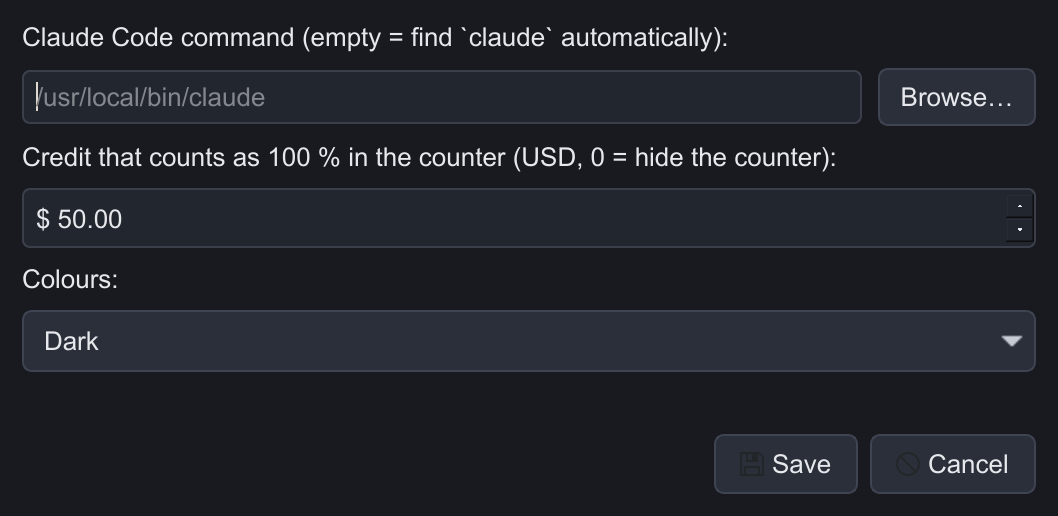 Claude Code command (empty = find `claude` automatically):
/usr/local/bin/claude
Browse…
Credit that counts as 100 % in the counter (USD, 0 = hide the counter):
$ 50.00
Colours:
Dark
Save
Cancel